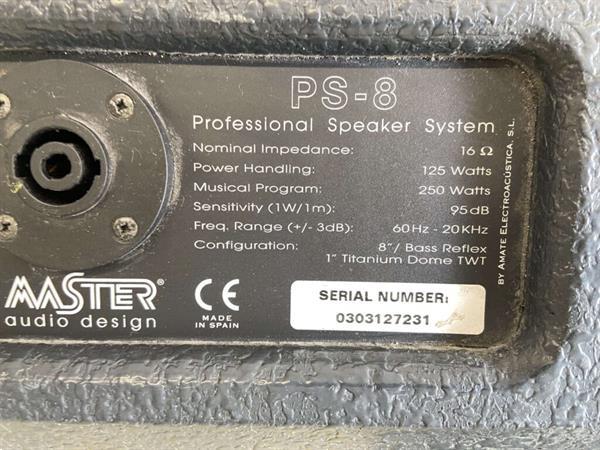 PS-8
Professional Speaker System
Nominal Impedance: 16 Ω
Power Handling: 125 Watts
Musical Program: 250 Watts
Sensitivity (1W/1m): 95dB
Freq. Range (+/- 3dB): 60Hz - 20KHz
Configuration: 8"/ Bass Reflex
1" Titanium Dome TWT
BY AMATE ELECTROACÚSTICA, S.L.
MASTER®
audio design
CE
MADE
IN SPAIN
SERIAL NUMBER:
0303127231